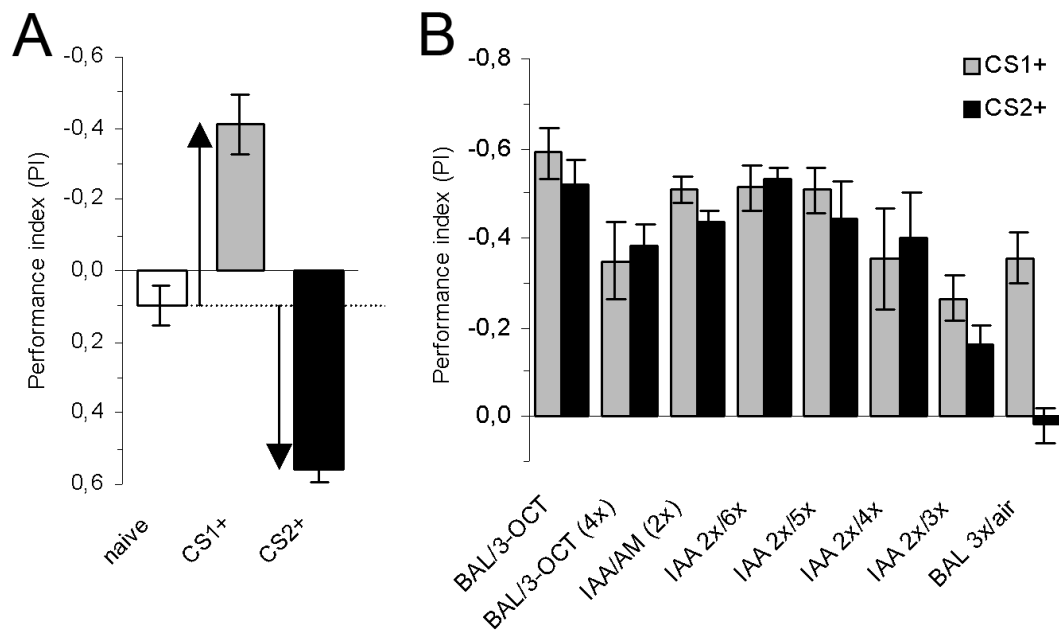 A
Performance index (PI)
-0,6
-0,4
-0,2
0,0
0,2
0,4
0,6
naive
CS1+
CS2+
B
Performance index (PI)
-0,8
-0,6
-0,4
-0,2
0,0
CS1+
CS2+
BAL/3-OCT
BAL/3-OCT (4x)
IAA/AM (2x)
IAA 2x/6x
IAA 2x/5x
IAA 2x/4x
IAA 2x/3x
BAL 3x/air